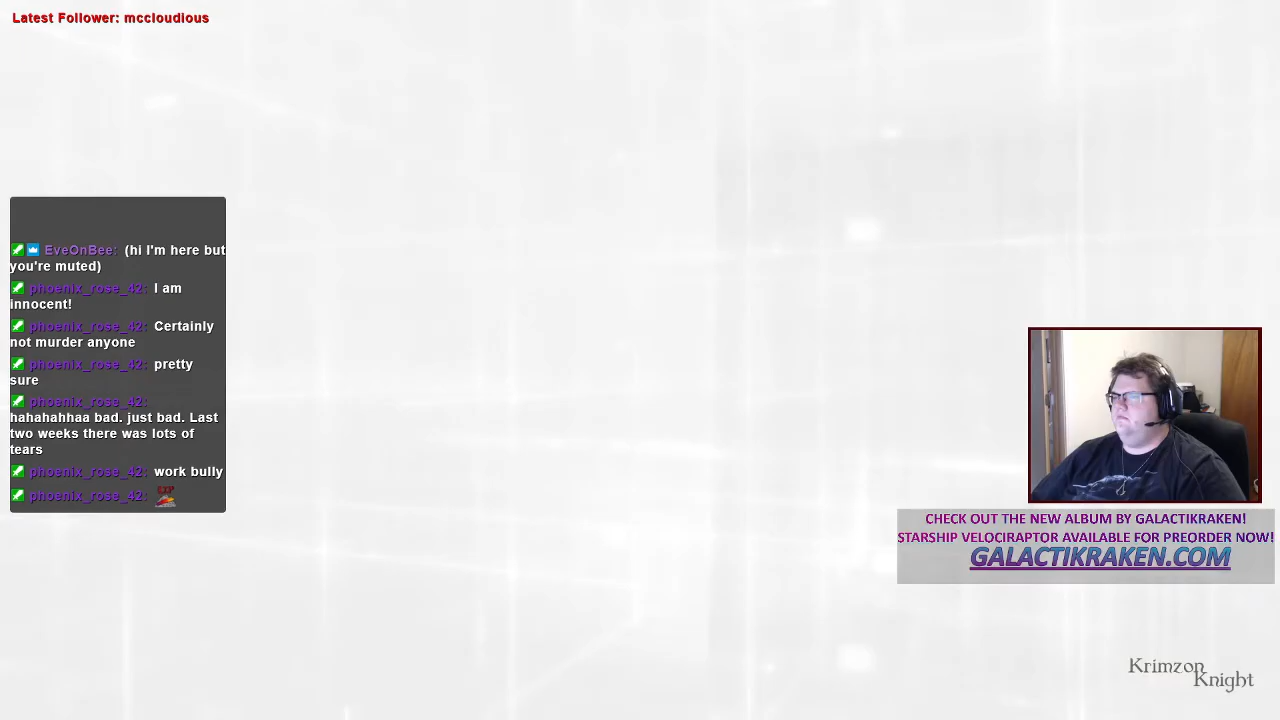 Latest Follower: mccloudious
EveOnBee: (hi I'm here but
you're muted)
phoenix_rose_42: I am
innocent!
phoenix_rose_42: Certainly
not murder anyone
phoenix_rose_42: pretty
sure
phoenix_rose_42:
hahahahhaa bad. just bad. Last
two weeks there was lots of
tears
phoenix_rose_42: work bully
phoenix_rose_42:
CHECK OUT THE NEW ALBUM BY GALACTIKRAKEN!
STARSHIP VELOCIRAPTOR AVAILABLE FOR PREORDER NOW!
GALACTIKRAKEN.COM
Krimzon
Knight